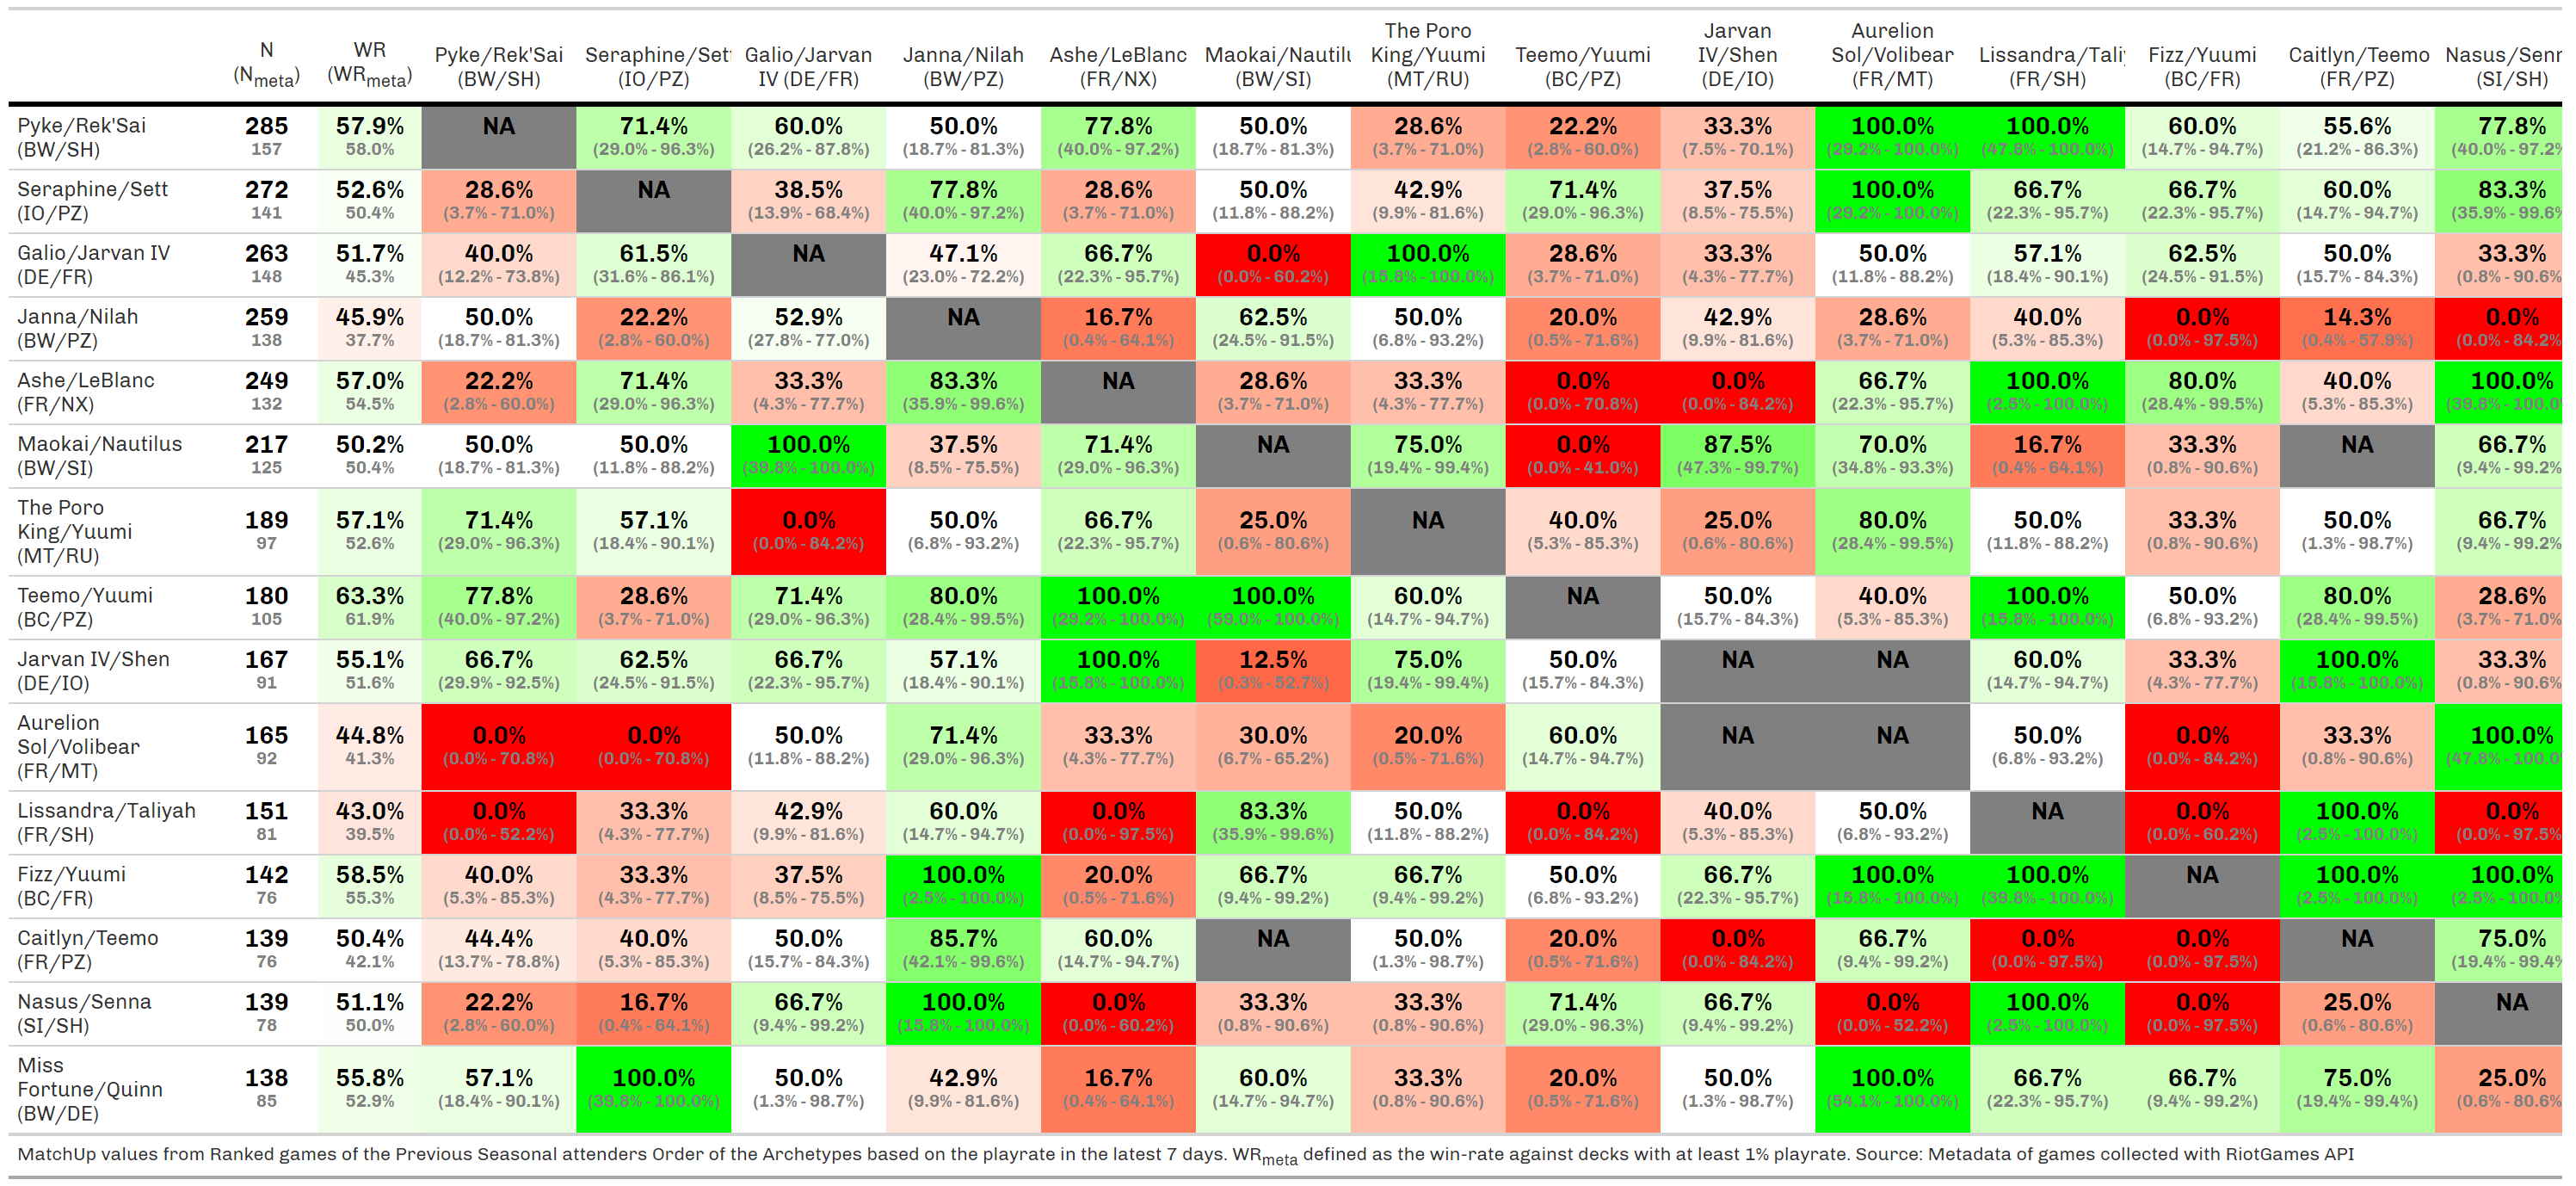 N
(Nmeta)
WR
(WRmeta)
Pyke/Rek'Sai
(BW/SH)
Seraphine/Sett
(IO/PZ)
Galio/Jarvan
IV (DE/FR)
Janna/Nilah
(BW/PZ)
Ashe/LeBlanc
(FR/NX)
Maokai/Nautilu
(BW/SI)
The Poro
King/Yuumi
(MT/RU)
Teemo/Yuumi
(BC/PZ)
Jarvan
IV/Shen
(DE/IO)
Aurelion
Sol/Volibear
(FR/MT)
Lissandra/Taliy
(FR/SH)
Fizz/Yuumi
(BC/FR)
Caitlyn/Teemo
(FR/PZ)
Nasus/Senn
(SI/SH)
Pyke/Rek'Sai 285 57.9% NA 71.4% 60.0% 50.0% 77.8% 50.0% 28.6% 22.2% 33.3% 100.0% 100.0% 60.0% 55.6% 77.8%
(BW/SH) 157 58.0% (29.0% - 96.3%) (26.2% - 87.8%) (18.7% - 81.3%) (40.0% - 97.2%) (18.7% - 81.3%) (3.7% - 71.0%) (2.8% - 60.0%) (7.5% - 70.1%) (29.2% - 100.0%) (47.8% - 100.0%) (14.7% - 94.7%) (21.2% - 86.3%) (40.0% - 97.2%
Seraphine/Sett 272 52.6% 28.6% NA 38.5% 77.8% 28.6% 50.0% 42.9% 71.4% 37.5% 100.0% 66.7% 66.7% 60.0% 83.3%
(IO/PZ) 141 50.4% (3.7% - 71.0%) (13.9% - 68.4%) (40.0% - 97.2%) (3.7% - 71.0%) (11.8% - 88.2%) (9.9% - 81.6%) (29.0% - 96.3%) (8.5% - 75.5%) (29.2% - 100.0%) (22.3% - 95.7%) (22.3% - 95.7%) (14.7% - 94.7%) (35.9% - 99.6%
Galio/Jarvan IV 263 51.7% 40.0% 61.5% NA 47.1% 66.7% 0.0% 100.0% 28.6% 33.3% 50.0% 57.1% 62.5% 50.0% 33.3%
(DE/FR) 148 45.3% (12.2% - 73.8%) (31.6% - 86.1%) (23.0% - 72.2%) (22.3% - 95.7%) (0.0% - 60.2%) (15.8% - 100.0%) (3.7% - 71.0%) (4.3% - 77.7%) (11.8% - 88.2%) (18.4% - 90.1%) (24.5% - 91.5%) (15.7% - 84.3%) (0.8% - 90.6%
Janna/Nilah 259 45.9% 50.0% 22.2% 52.9% NA 16.7% 62.5% 50.0% 20.0% 42.9% 28.6% 40.0% 0.0% 14.3% 0.0%
(BW/PZ) 138 37.7% (18.7% - 81.3%) (2.8% - 60.0%) (27.8% - 77.0%) (0.4% - 64.1%) (24.5% - 91.5%) (6.8% - 93.2%) (0.5% - 71.6%) (9.9% - 81.6%) (3.7% - 71.0%) (5.3% - 85.3%) (0.0% - 97.5%) (0.4% - 57.9%) (0.0% - 84.2%
Ashe/LeBlanc 249 57.0% 22.2% 71.4% 33.3% 83.3% NA 28.6% 33.3% 0.0% 0.0% 66.7% 100.0% 80.0% 40.0% 100.0%
(FR/NX) 132 54.5% (2.8% - 60.0%) (29.0% - 96.3%) (4.3% - 77.7%) (35.9% - 99.6%) (3.7% - 71.0%) (4.3% - 77.7%) (0.0% - 70.8%) (0.0% - 84.2%) (22.3% - 95.7%) (2.5% - 100.0%) (28.4% - 99.5%) (5.3% - 85.3%) (39.8% - 100.0
Maokai/Nautilus 217 50.2% 50.0% 50.0% 100.0% 37.5% 71.4% NA 75.0% 0.0% 87.5% 70.0% 16.7% 33.3% NA 66.7%
(BW/SI) 125 50.4% (18.7% - 81.3%) (11.8% - 88.2%) (39.8% - 100.0%) (8.5% - 75.5%) (29.0% - 96.3%) (19.4% - 99.4%) (0.0% - 41.0%) (47.3% - 99.7%) (34.8% - 93.3%) (0.4% - 64.1%) (0.8% - 90.6%) (9.4% - 99.2%
The Poro
King/Yuumi 189 57.1% 71.4% 57.1% 0.0% 50.0% 66.7% 25.0% NA 40.0% 25.0% 80.0% 50.0% 33.3% 50.0% 66.7%
(MT/RU) 97 52.6% (29.0% - 96.3%) (18.4% - 90.1%) (0.0% - 84.2%) (6.8% - 93.2%) (22.3% - 95.7%) (0.6% - 80.6%) (5.3% - 85.3%) (0.6% - 80.6%) (28.4% - 99.5%) (11.8% - 88.2%) (0.8% - 90.6%) (1.3% - 98.7%) (9.4% - 99.2%
Teemo/Yuumi 180 63.3% 77.8% 28.6% 71.4% 80.0% 100.0% 100.0% 60.0% NA 50.0% 40.0% 100.0% 50.0% 80.0% 28.6%
(BC/PZ) 105 61.9% (40.0% - 97.2%) (3.7% - 71.0%) (29.0% - 96.3%) (28.4% - 99.5%) (29.2% - 100.0%) (59.0% - 100.0%) (14.7% - 94.7%) (15.7% - 84.3%) (5.3% - 85.3%) (15.8% - 100.0%) (6.8% - 93.2%) (28.4% - 99.5%) (3.7% - 71.0%
Jarvan IV/Shen 167 55.1% 66.7% 62.5% 66.7% 57.1% 100.0% 12.5% 75.0% 50.0% NA NA 60.0% 33.3% 100.0% 33.3%
(DE/IO) 91 51.6% (29.9% - 92.5%) (24.5% - 91.5%) (22.3% - 95.7%) (18.4% - 90.1%) (15.8% - 100.0%) (0.3% - 52.7%) (19.4% - 99.4%) (15.7% - 84.3%) (14.7% - 94.7%) (4.3% - 77.7%) (15.8% - 100.0%) (0.8% - 90.6%
Aurelion
Sol/Volibear 165 44.8% 0.0% 0.0% 50.0% 71.4% 33.3% 30.0% 20.0% 60.0% NA NA 50.0% 0.0% 33.3% 100.0%
(FR/MT) 92 41.3% (0.0% - 70.8%) (0.0% - 70.8%) (11.8% - 88.2%) (29.0% - 96.3%) (4.3% - 77.7%) (6.7% - 65.2%) (0.5% - 71.6%) (14.7% - 94.7%) (6.8% - 93.2%) (0.0% - 84.2%) (0.8% - 90.6%) (47.8% - 100.0
Lissandra/Taliyah 151 43.0% 0.0% 33.3% 42.9% 60.0% 0.0% 83.3% 50.0% 0.0% 40.0% 50.0% NA 0.0% 100.0% 0.0%
(FR/SH) 81 39.5% (0.0% - 52.2%) (4.3% - 77.7%) (9.9% - 81.6%) (14.7% - 94.7%) (0.0% - 97.5%) (35.9% - 99.6%) (11.8% - 88.2%) (0.0% - 84.2%) (5.3% - 85.3%) (6.8% - 93.2%) (0.0% - 60.2%) (2.5% - 100.0%) (0.0% - 97.5%
Fizz/Yuumi 142 58.5% 40.0% 33.3% 37.5% 100.0% 20.0% 66.7% 66.7% 50.0% 66.7% 100.0% 100.0% NA 100.0% 100.0%
(BC/FR) 76 55.3% (5.3% - 85.3%) (4.3% - 77.7%) (8.5% - 75.5%) (2.5% - 100.0%) (0.5% - 71.6%) (9.4% - 99.2%) (9.4% - 99.2%) (6.8% - 93.2%) (22.3% - 95.7%) (15.8% - 100.0%) (39.8% - 100.0%) (2.5% - 100.0%) (2.5% - 100.0%
Caitlyn/Teemo 139 50.4% 44.4% 40.0% 50.0% 85.7% 60.0% NA 50.0% 20.0% 0.0% 66.7% 0.0% 0.0% NA 75.0%
(FR/PZ) 76 42.1% (13.7% - 78.8%) (5.3% - 85.3%) (15.7% - 84.3%) (42.1% - 99.6%) (14.7% - 94.7%) (1.3% - 98.7%) (0.5% - 71.6%) (0.0% - 84.2%) (9.4% - 99.2%) (0.0% - 97.5%) (0.0% - 97.5%) (19.4% - 99.4%
Nasus/Senna 139 51.1% 22.2% 16.7% 66.7% 100.0% 0.0% 33.3% 33.3% 71.4% 66.7% 0.0% 100.0% 0.0% 25.0% NA
(SI/SH) 78 50.0% (2.8% - 60.0%) (0.4% - 64.1%) (9.4% - 99.2%) (15.8% - 100.0%) (0.0% - 60.2%) (0.8% - 90.6%) (0.8% - 90.6%) (29.0% - 96.3%) (9.4% - 99.2%) (0.0% - 52.2%) (2.5% - 100.0%) (0.0% - 97.5%) (0.6% - 80.6%)
Miss
Fortune/Quinn 138 55.8% 57.1% 100.0% 50.0% 42.9% 16.7% 60.0% 33.3% 20.0% 50.0% 100.0% 66.7% 66.7% 75.0% 25.0%
(BW/DE) 85 52.9% (18.4% - 90.1%) (39.8% - 100.0%) (1.3% - 98.7%) (9.9% - 81.6%) (0.4% - 64.1%) (14.7% - 94.7%) (0.8% - 90.6%) (0.5% - 71.6%) (1.3% - 98.7%) (54.1% - 100.0%) (22.3% - 95.7%) (9.4% - 99.2%) (19.4% - 99.4%) (0.6% - 80.6%
MatchUp values from Ranked games of the Previous Seasonal attenders Order of the Archetypes based on the playrate in the latest 7 days. WRmeta defined as the win-rate against decks with at least 1% playrate. Source: Metadata of games collected with RiotGames API